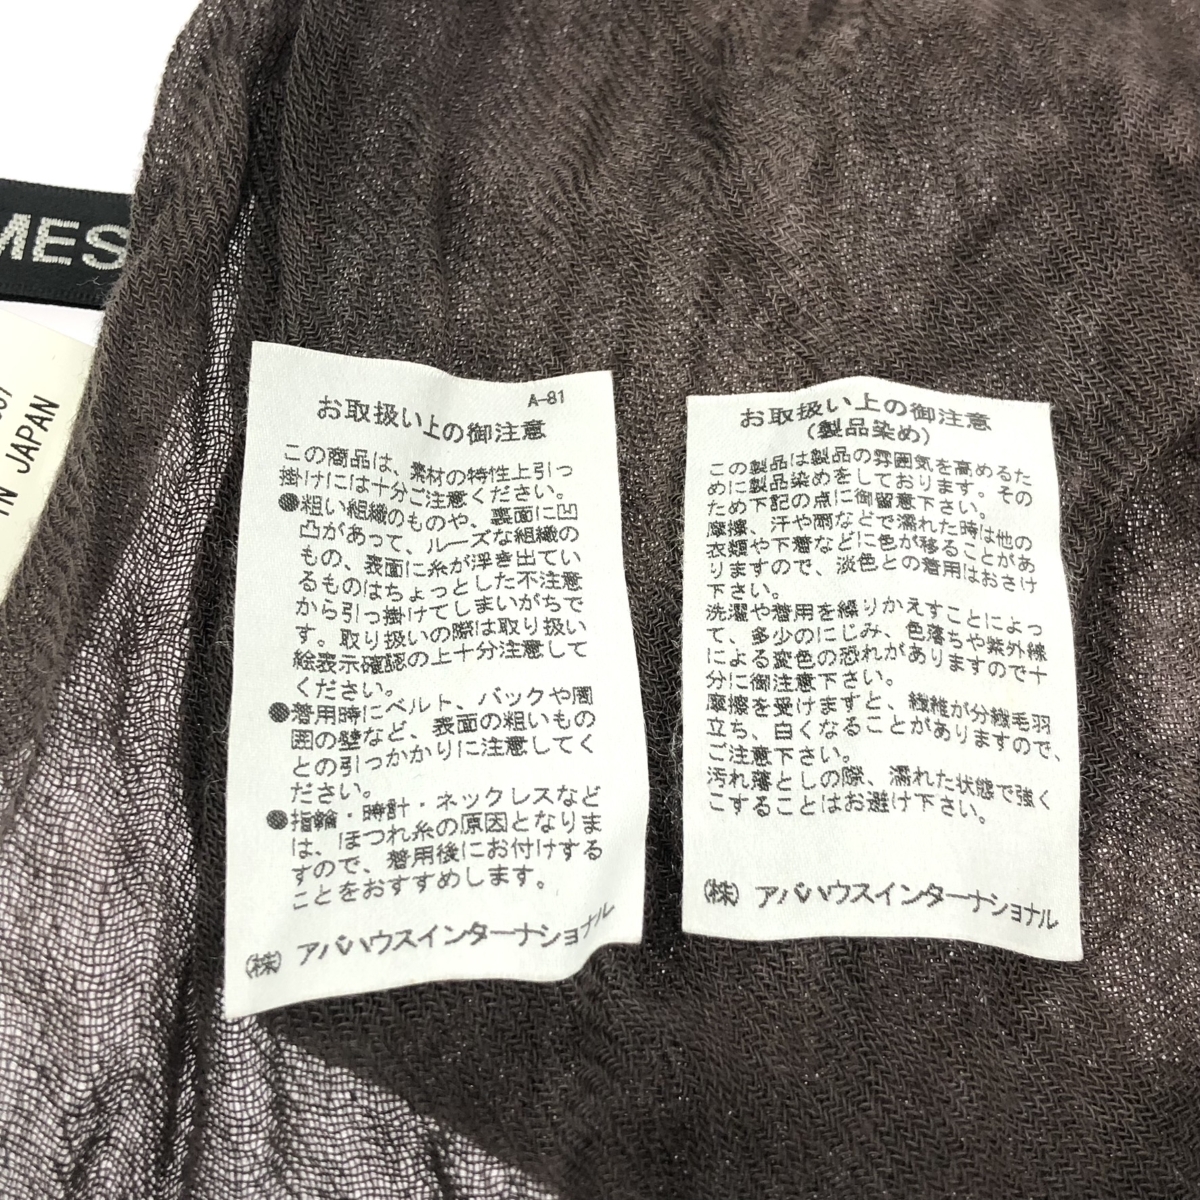 MES
IN JAPAN
A-81
お取扱い上の御注意
この商品は、素材の特性上引っ
掛けには十分ご注意ください。
●粗い組織のものや、裏面に凹
凸があって、ルーズな組織の
もの、表面に糸が浮き出てい
るものはちょっとした不注意
から引っ掛けてしまいがちで
す。取り扱いの際は取り扱い
絵表示確認の上十分注意して
ください。
●着用時にベルト、バックや周
囲の壁など、表面の粗いもの
との引っかかりに注意してく
ださい。
●指輪・時計・ネックレスなど
は、ほつれ糸の原因となりま
すので、着用後にお付けする
ことをおすすめします。
(株) アバハウスインターナショナル
お取扱い上の御注意
(製品染め)
この製品は製品の雰囲気を高めるた
めに製品染めをしております。その
ため下記の点に御留意下さい。
摩擦、汗や雨などで濡れた時は他の
衣類や下着などに色が移ることがあ
りますので、淡色との着用はおさけ
下さい。
洗濯や着用を繰りかえすことによっ
て、多少のにじみ、色落ちや紫外線
による変色の恐れがありますので十
分に御注意下さい。
摩擦を受けますと、繊維が分繊毛羽
立ち、白くなることがありますので、
ご注意下さい。
汚れ落としの際、濡れた状態で強く
こすることはお避け下さい。
(株) アバハウスインターナショナル